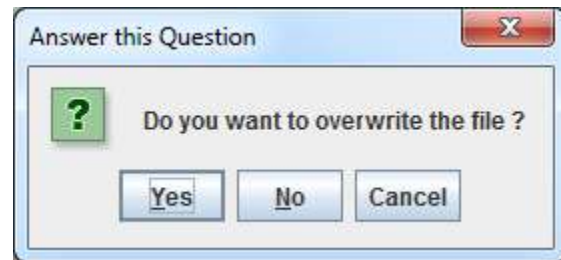 Answer this Question
?
Do you want to overwrite the file ?
Yes No Cancel